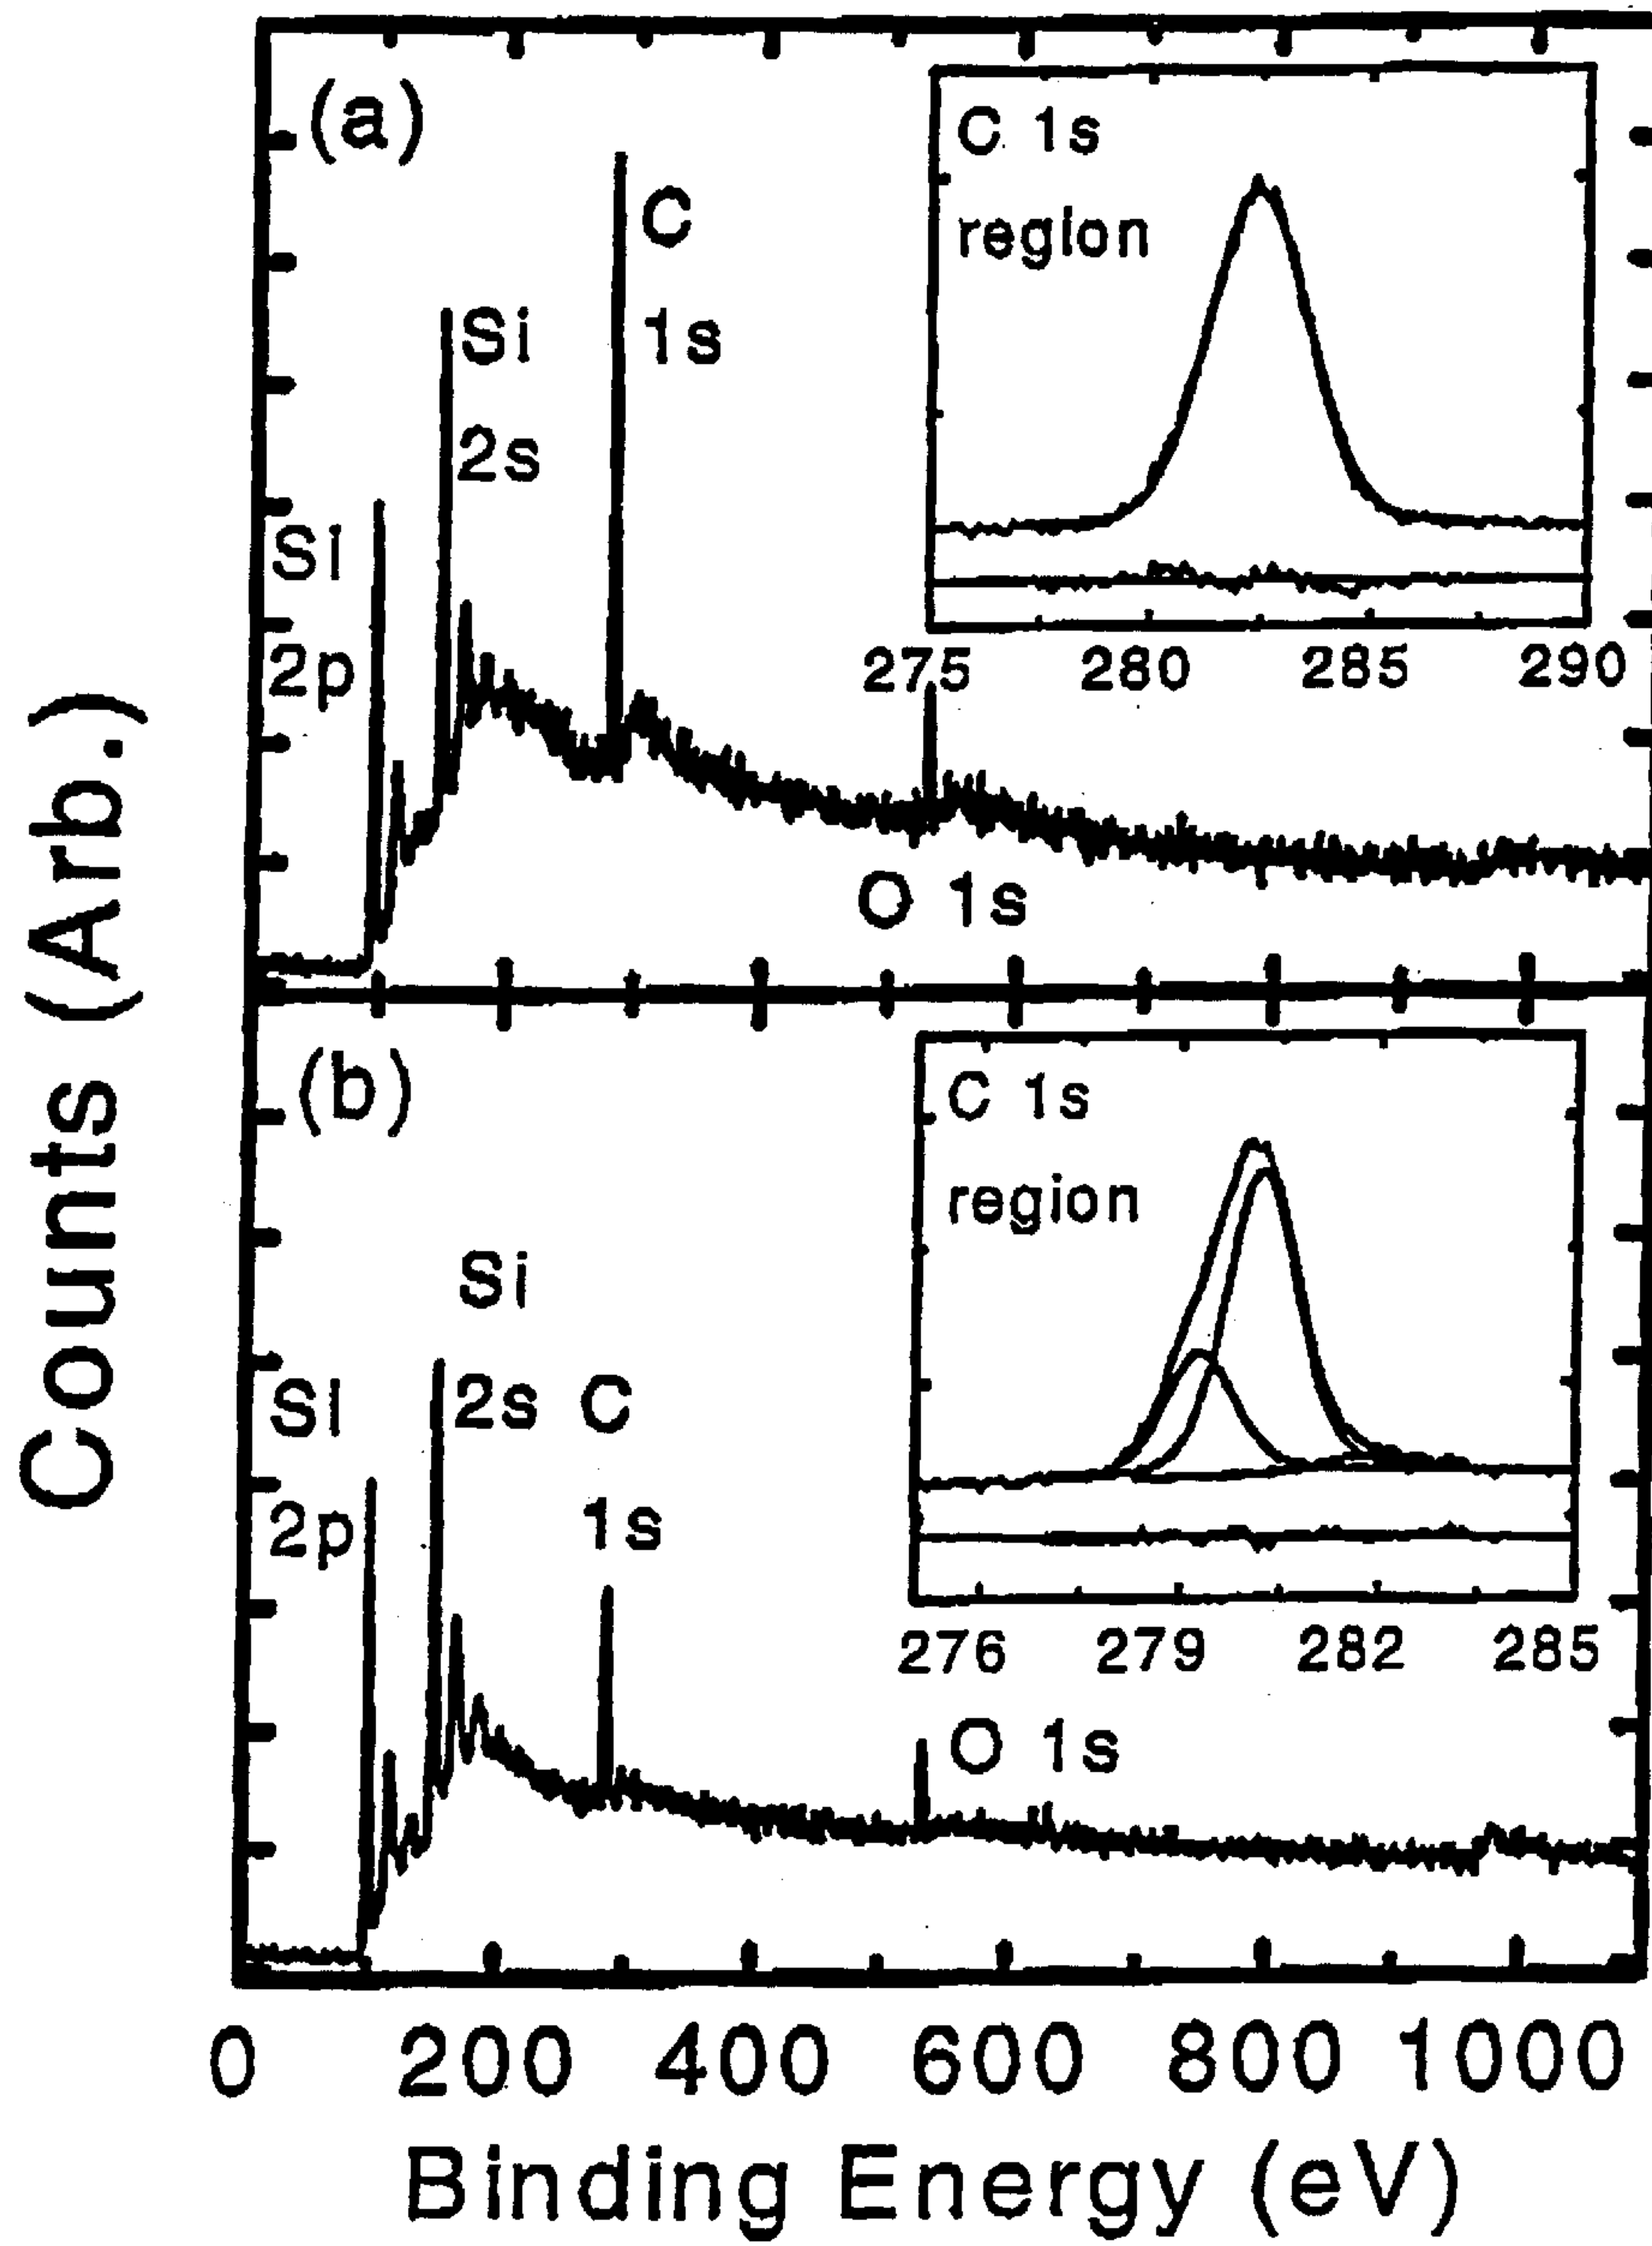 Counts (Arb.)
(a)
C 1s
region
C
1s
Si
2s
Si
2p
275 280 285 290
O 1s
(b)
C 1s
region
Si
2s
C
1s
Si
2p
276 279 282 285
O 1s
0 200 400 600 800 1000
Binding Energy (eV)